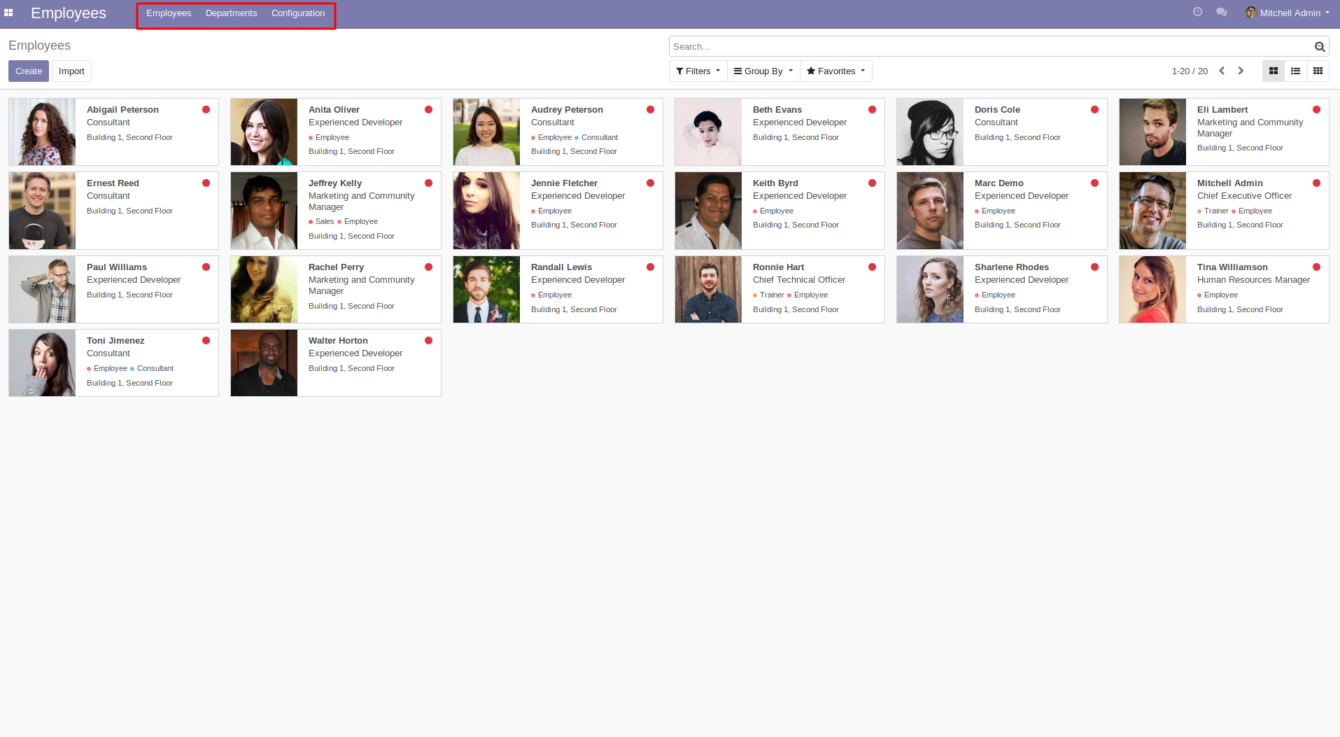 Employees Employees Departments Configuration Mitchell Admin
Employees
Search...
Create Import Filters Group By Favorites 1-20 / 20
Abigail Peterson
Consultant
Building 1, Second Floor
Anita Oliver
Experienced Developer
Employee
Building 1, Second Floor
Audrey Peterson
Consultant
Employee Consultant
Building 1, Second Floor
Beth Evans
Experienced Developer
Building 1, Second Floor
Doris Cole
Consultant
Building 1, Second Floor
Eli Lambert
Marketing and Community
Manager
Building 1, Second Floor
Ernest Reed
Consultant
Building 1, Second Floor
Jeffrey Kelly
Marketing and Community
Manager
Sales Employee
Building 1, Second Floor
Jennie Fletcher
Experienced Developer
Employee
Building 1, Second Floor
Keith Byrd
Experienced Developer
Employee
Building 1, Second Floor
Marc Demo
Experienced Developer
Employee
Building 1, Second Floor
Mitchell Admin
Chief Executive Officer
Trainer Employee
Building 1, Second Floor
Paul Williams
Experienced Developer
Building 1, Second Floor
Rachel Perry
Marketing and Community
Manager
Building 1, Second Floor
Randall Lewis
Experienced Developer
Employee
Building 1, Second Floor
Ronnie Hart
Chief Technical Officer
Trainer Employee
Building 1, Second Floor
Sharlene Rhodes
Experienced Developer
Employee
Building 1, Second Floor
Tina Williamson
Human Resources Manager
Employee
Building 1, Second Floor
Toni Jimenez
Consultant
Employee Consultant
Building 1, Second Floor
Walter Horton
Experienced Developer
Building 1, Second Floor